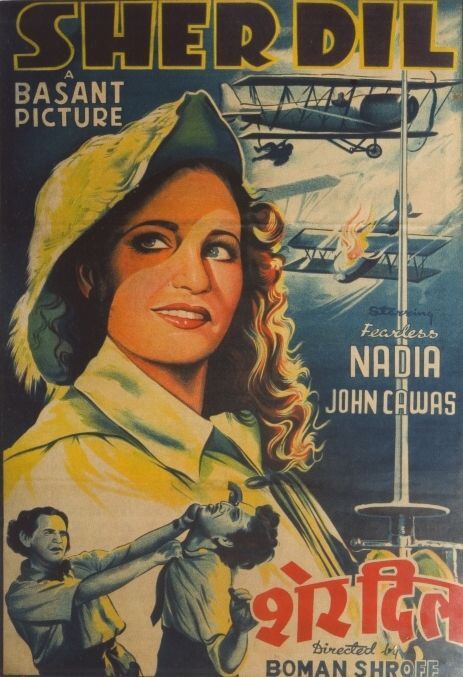 SHER DIL
A
BASANT
PICTURE
Starring
Fearless
NADIA
JOHN CAWAS
शेर दिल
Directed by
BOMAN SHROFF